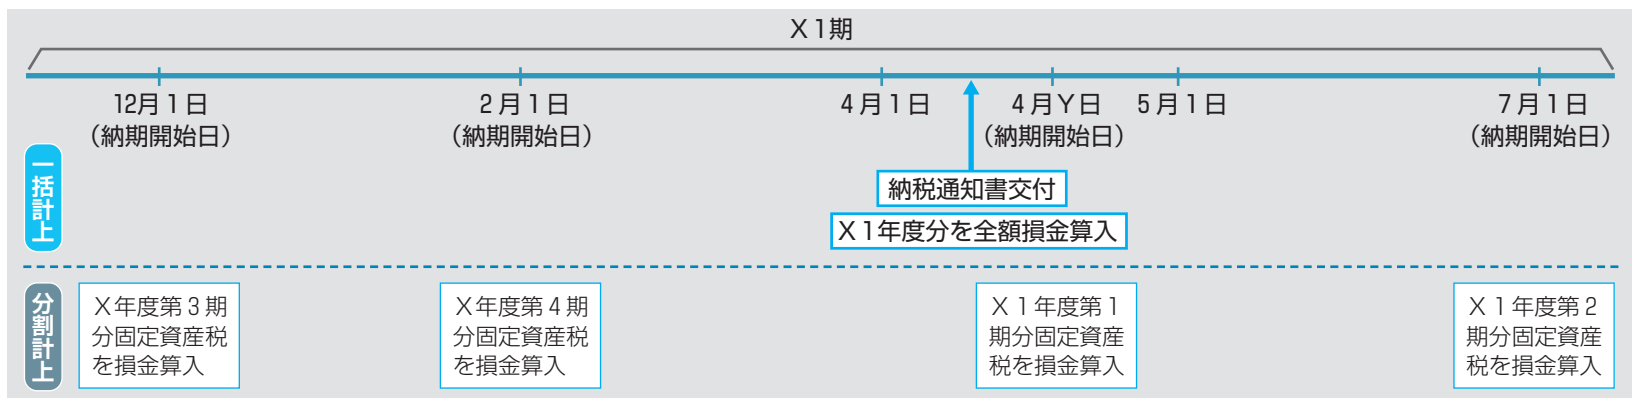 X1期
12月1日
（納期開始日）
2月1日
（納期開始日）
4月1日
4月Y日
（納期開始日）
5月1日
7月1日
（納期開始日）
一括計上
納税通知書交付
X1年度分を全額損金算入
分割計上
X年度第3期
分固定資産税
を損金算入
X年度第4期
分固定資産税
を損金算入
X1年度第1
期分固定資産
税を損金算入
X1年度第2
期分固定資産
税を損金算入